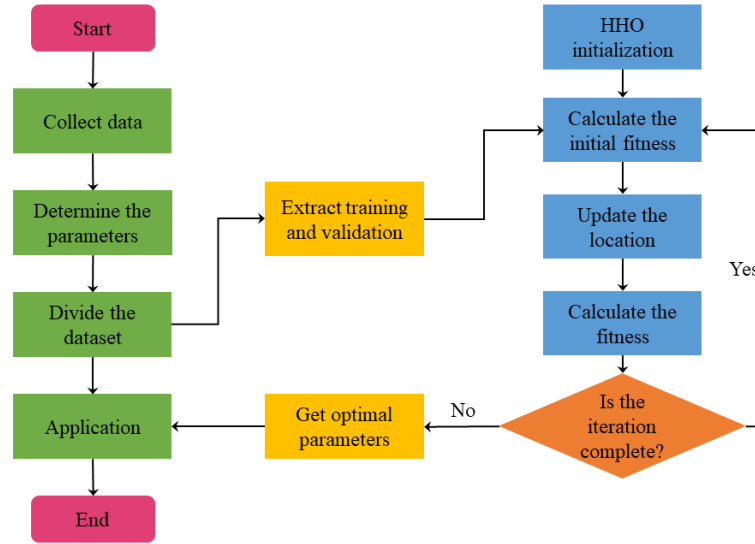 Start
Collect data
Determine the
parameters
Divide the
dataset
Application
End
Extract training
and validation
Get optimal
parameters
HHO
initialization
Calculate the
initial fitness
Update the
location
Calculate the
fitness
Is the
iteration
complete?
No
Yes